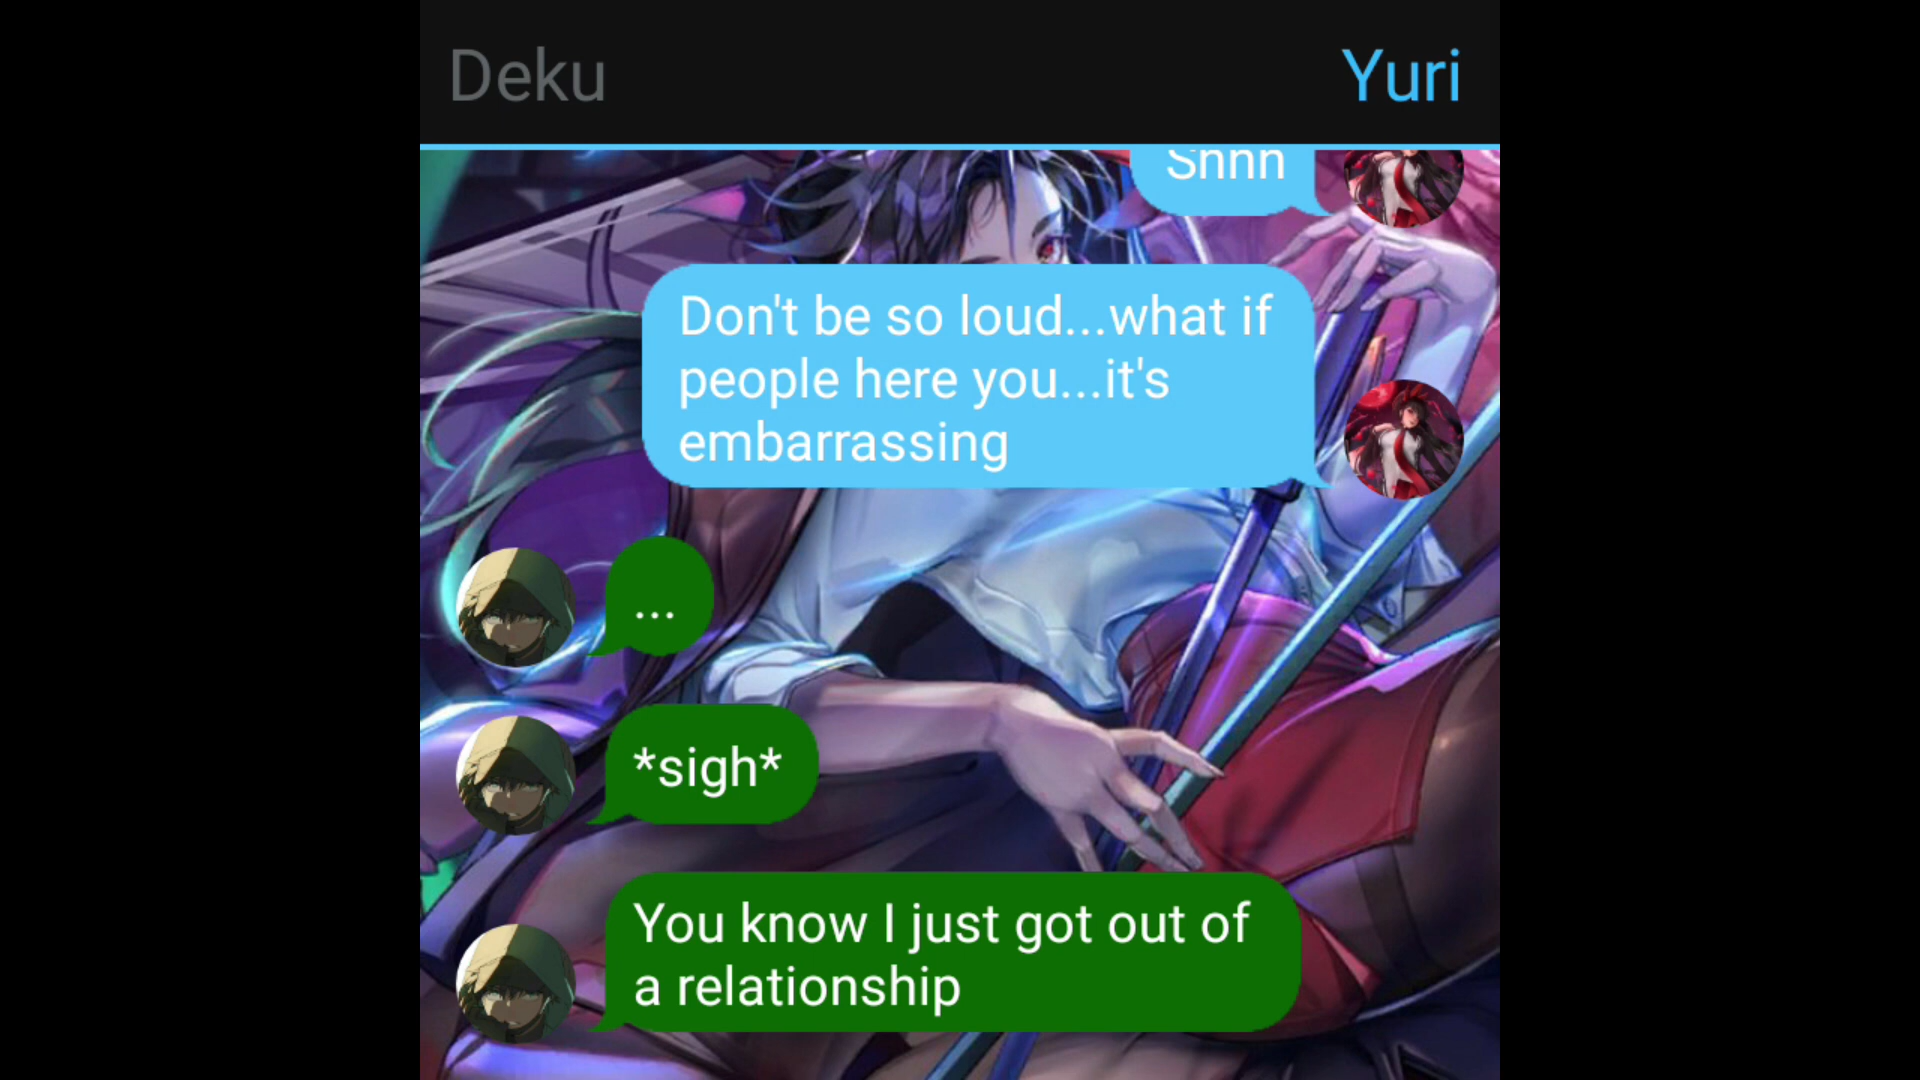 Deku
Yuri
Shhh
Don't be so loud...what if
people here you...it's
embarrassing
...
*sigh*
You know I just got out of
a relationship